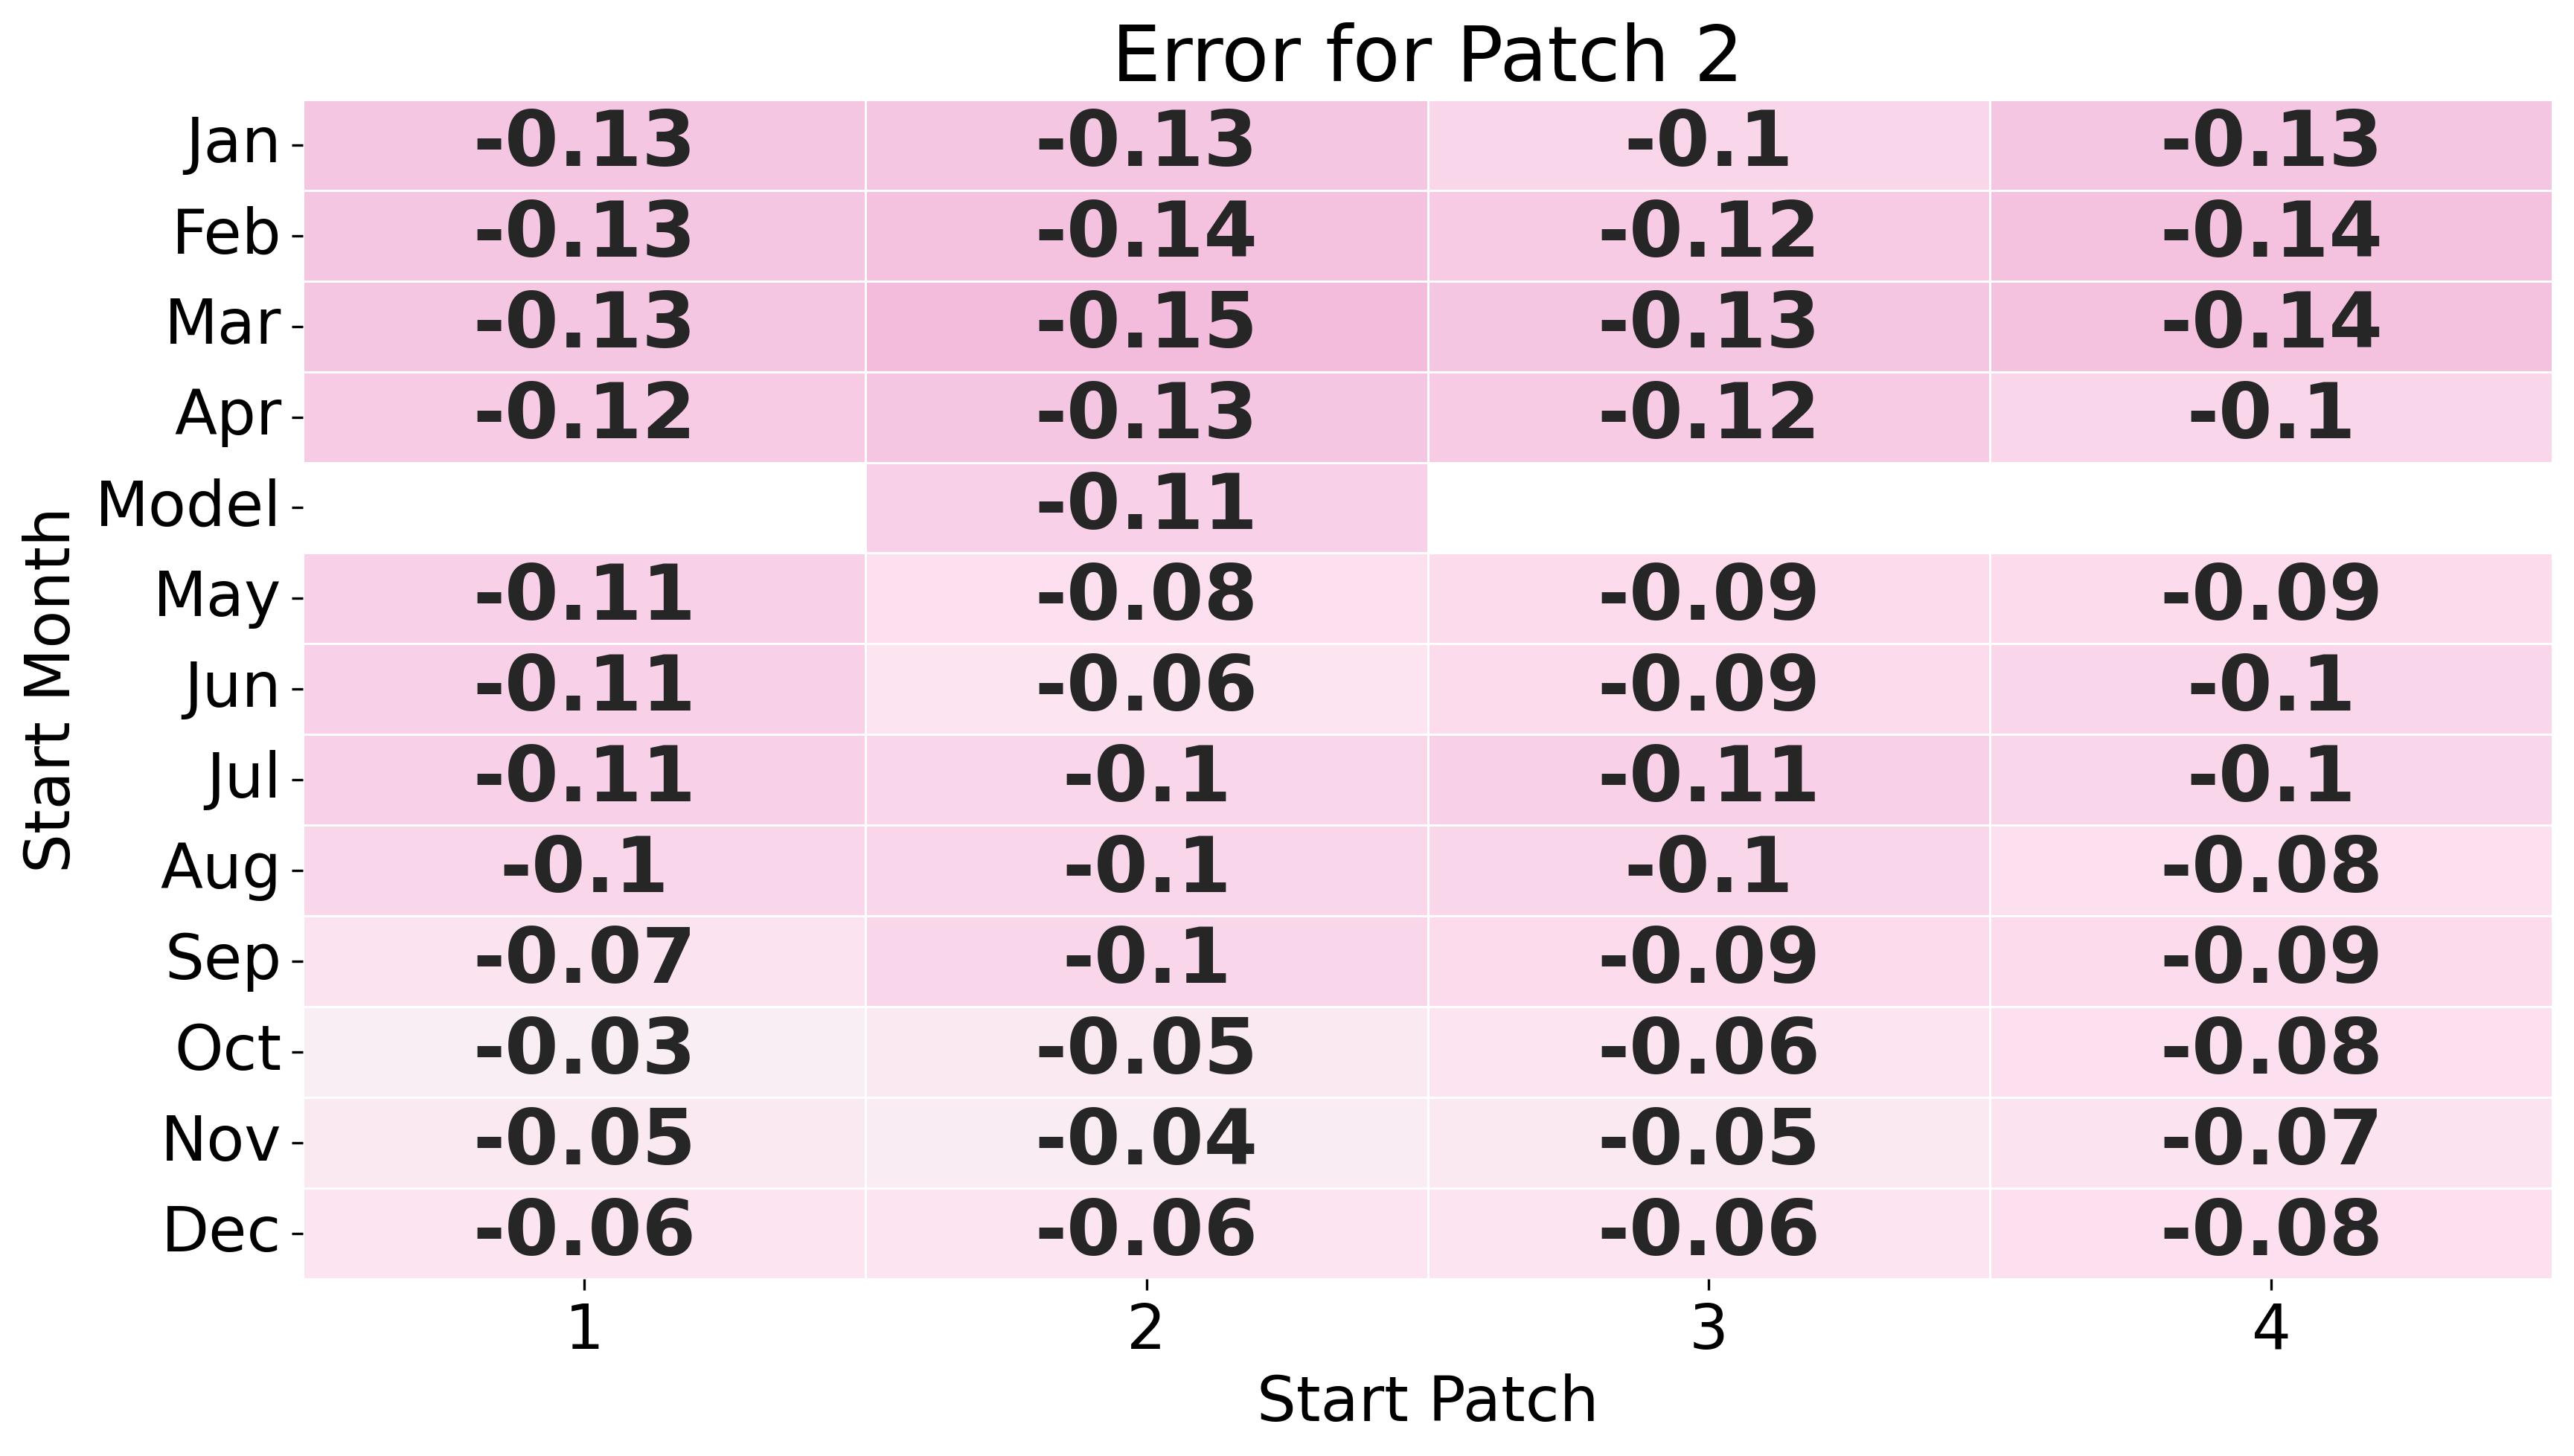 Error for Patch 2
Jan -0.13 -0.13 -0.1 -0.13
Feb -0.13 -0.14 -0.12 -0.14
Mar -0.13 -0.15 -0.13 -0.14
Apr -0.12 -0.13 -0.12 -0.1
Model -0.11
May -0.11 -0.08 -0.09 -0.09
Jun -0.11 -0.06 -0.09 -0.1
Jul -0.11 -0.1 -0.11 -0.1
Aug -0.1 -0.1 -0.1 -0.08
Sep -0.07 -0.1 -0.09 -0.09
Oct -0.03 -0.05 -0.06 -0.08
Nov -0.05 -0.04 -0.05 -0.07
Dec -0.06 -0.06 -0.06 -0.08
1 2 3 4
Start Patch
Start Month